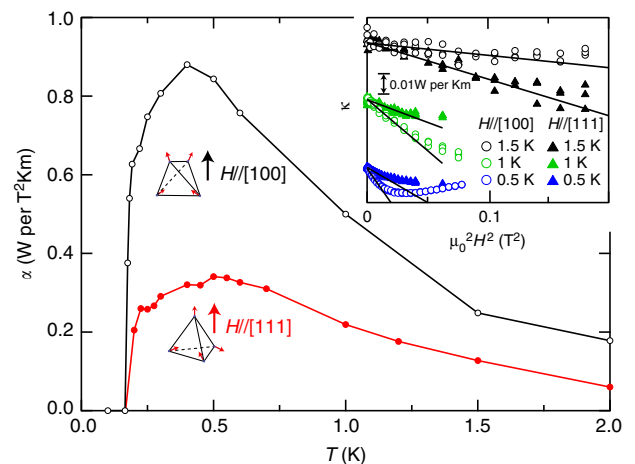 1.0
0.8
0.6
0.4
0.2
0.0
α (W per T²Km)
0.5
1.0
1.5
2.0
T (K)
H//[100]
H//[111]
κ
0.01W per Km
H//[100] H//[111]
1.5 K 1.5 K
1 K 1 K
0.5 K 0.5 K
0
0.1
μ₀²H² (T²)